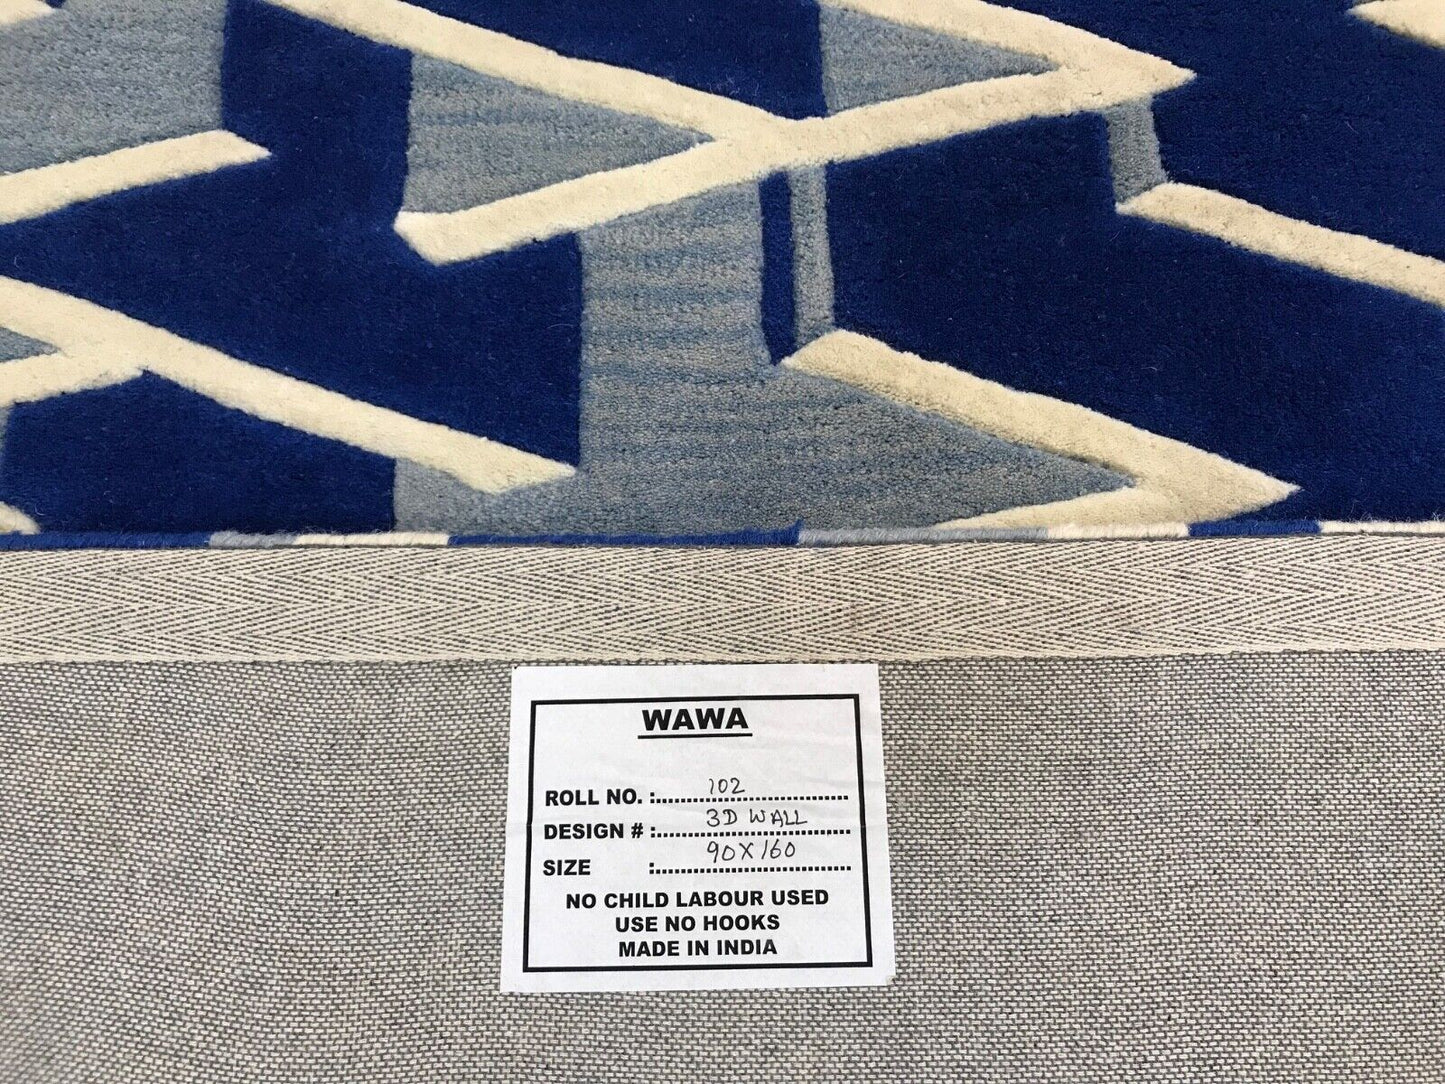 WAWA
ROLL NO. :........ 102
DESIGN # :........ 3D WALL
SIZE :........ 90X160
NO CHILD LABOUR USED
USE NO HOOKS
MADE IN INDIA